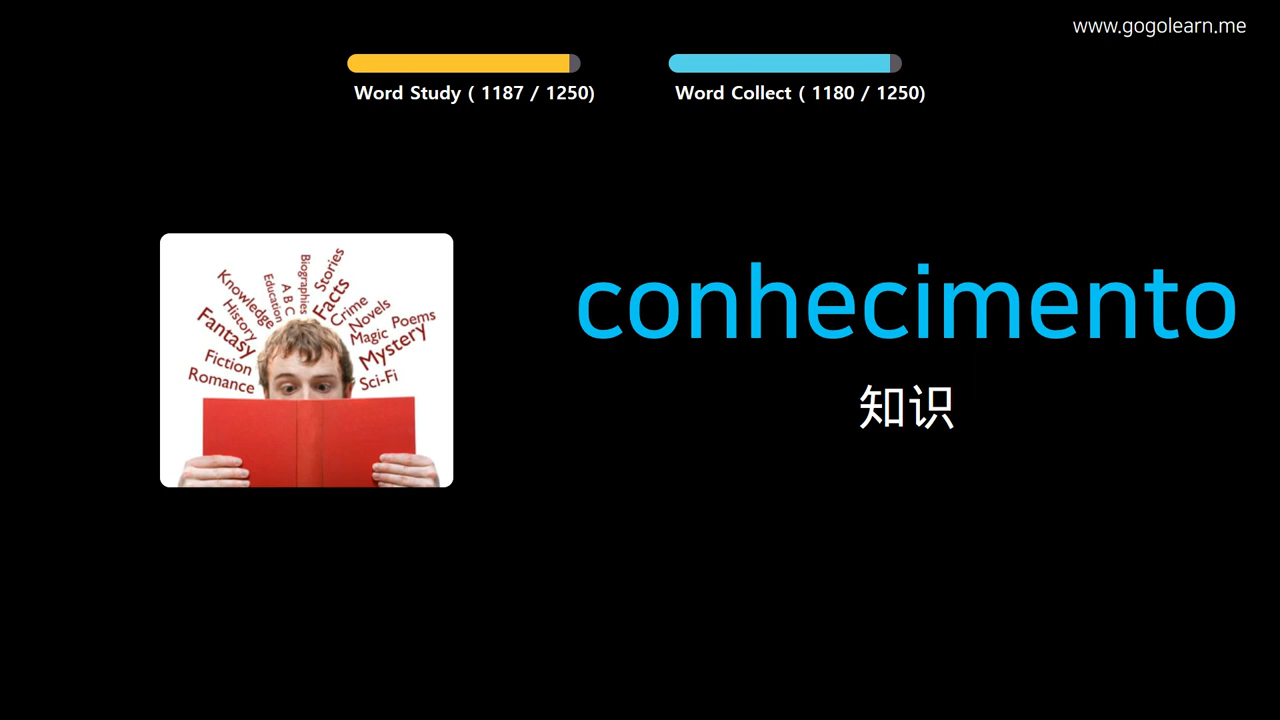 www.gogolearn.me
Word Study ( 1187 / 1250)
Word Collect ( 1180 / 1250)
conhecimento
知识
Knowledge
History
Fantasy
Fiction
Romance
Education
A B C
Biographies
Stories
Facts
Crime
Novels
Magic
Poems
Mystery
Sci-Fi